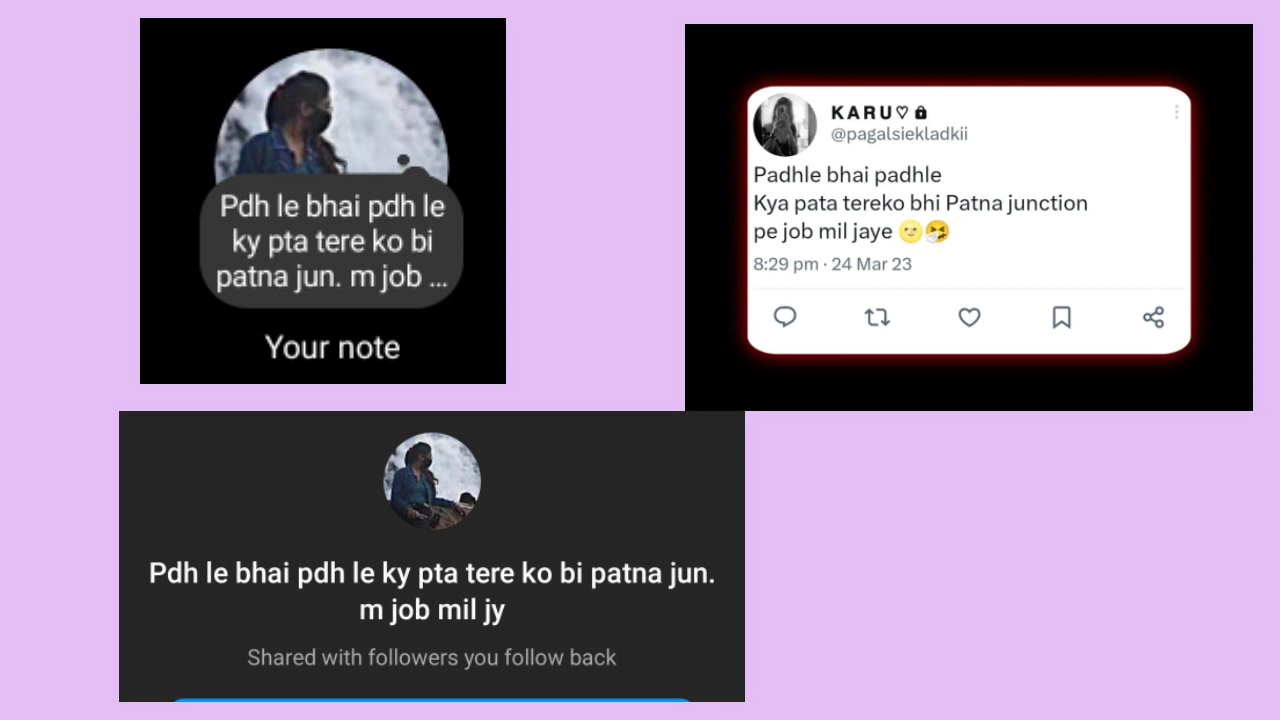 Pdh le bhai pdh le
ky pta tere ko bi
patna jun. m job ...
Your note
KARU♡ 🔒
@pagalsiekladkii
Padhle bhai padhle
Kya pata tereko bhi Patna junction
pe job mil jaye 🌝🤧
8:29 pm · 24 Mar 23
Pdh le bhai pdh le ky pta tere ko bi patna jun.
m job mil jy
Shared with followers you follow back